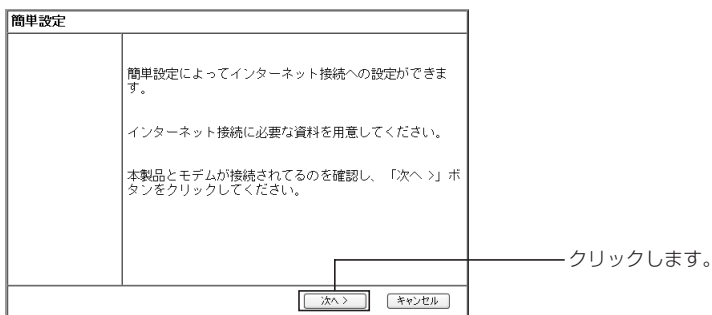 簡単設定
簡単設定によってインターネット接続への設定ができま
す。
インターネット接続に必要な資料を用意してください。
本製品とモデムが接続されてるのを確認し、「次へ >」ボ
タンをクリックしてください。
クリックします。
次へ >
キャンセル